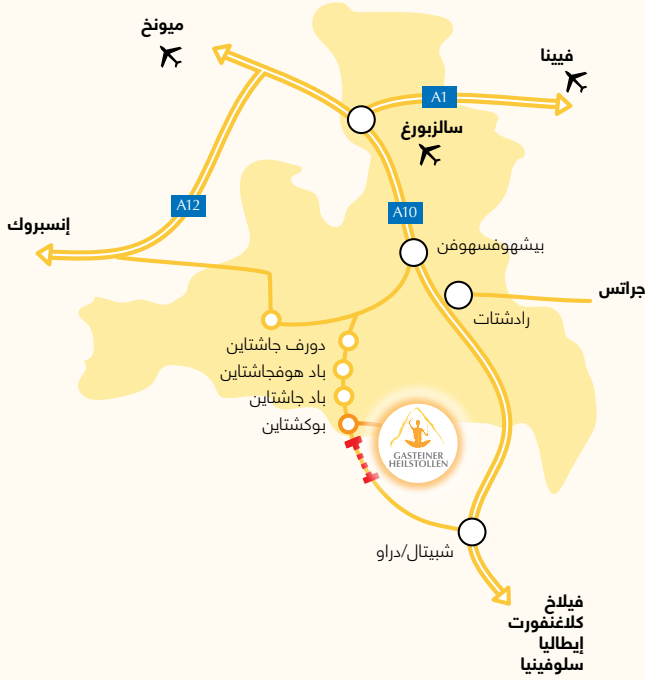 ميونخ
فيينا
A1
سالزبورغ
A12
A10
إنسبروك
بيشهوفسهوفن
جراتس
رادشتات
دورف جاشتاين
باد هوفجاشتاين
باد جاشتاين
بوكشتاين
GASTEINER
HEILSTOLLEN
شبيتال/دراو
فيلاخ
كلاغنفورت
إيطاليا
سلوفينيا